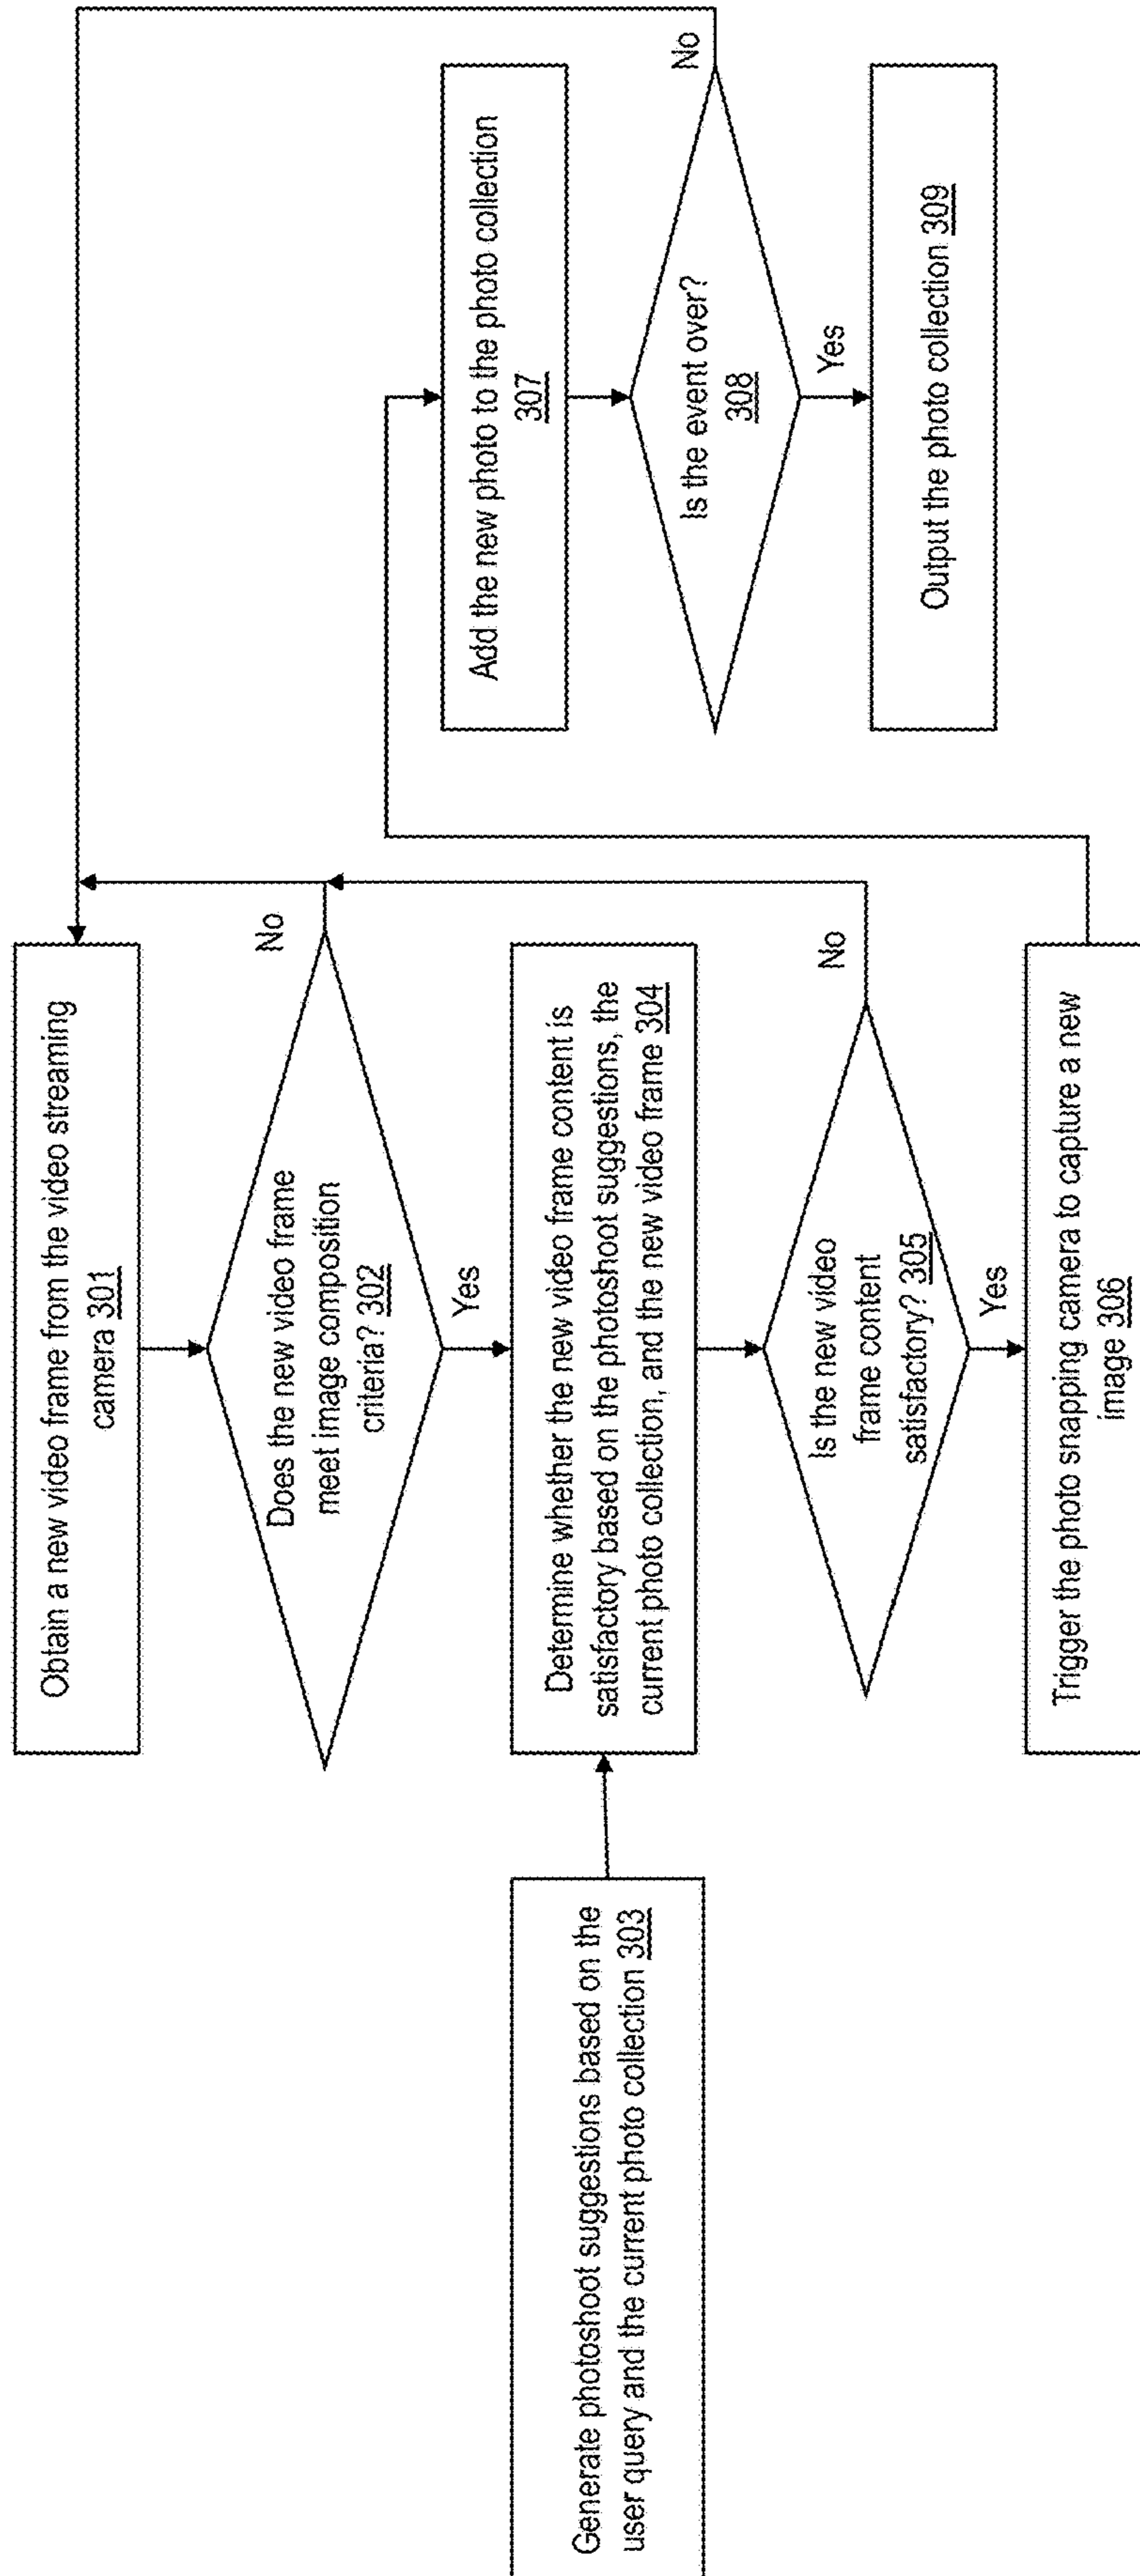 Obtain a new video frame from the video streaming
camera 301
Does the new video frame
meet image composition
criteria? 302
No
Yes
Generate photoshoot suggestions based on the
user query and the current photo collection 303
Determine whether the new video frame content is
satisfactory based on the photoshoot suggestions, the
current photo collection, and the new video frame 304
Is the new video
frame content
satisfactory? 305
No
Yes
Trigger the photo snapping camera to capture a new
image 306
Add the new photo to the photo collection
307
Is the event over?
308
No
Yes
Output the photo collection 309